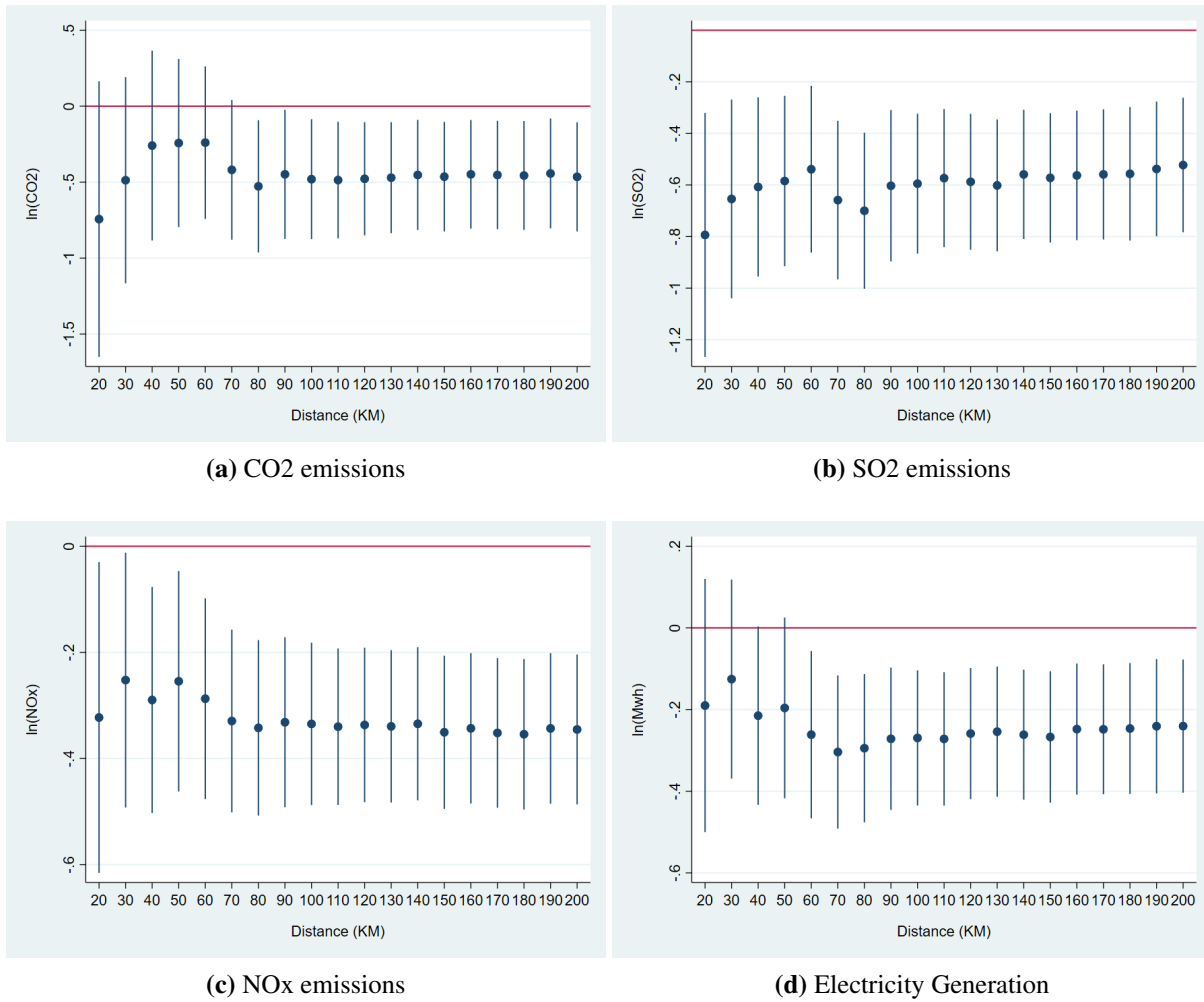 .5
0
-.5
-1
-1.5
ln(CO2)
20 30 40 50 60 70 80 90 100 110 120 130 140 150 160 170 180 190 200
Distance (KM)
(a) CO2 emissions
-.2
-.4
-.6
-.8
-1
-1.2
ln(SO2)
20 30 40 50 60 70 80 90 100 110 120 130 140 150 160 170 180 190 200
Distance (KM)
(b) SO2 emissions
0
-.2
-.4
-.6
ln(NOx)
20 30 40 50 60 70 80 90 100 110 120 130 140 150 160 170 180 190 200
Distance (KM)
(c) NOx emissions
.2
0
-.2
-.4
-.6
ln(Mwh)
20 30 40 50 60 70 80 90 100 110 120 130 140 150 160 170 180 190 200
Distance (KM)
(d) Electricity Generation